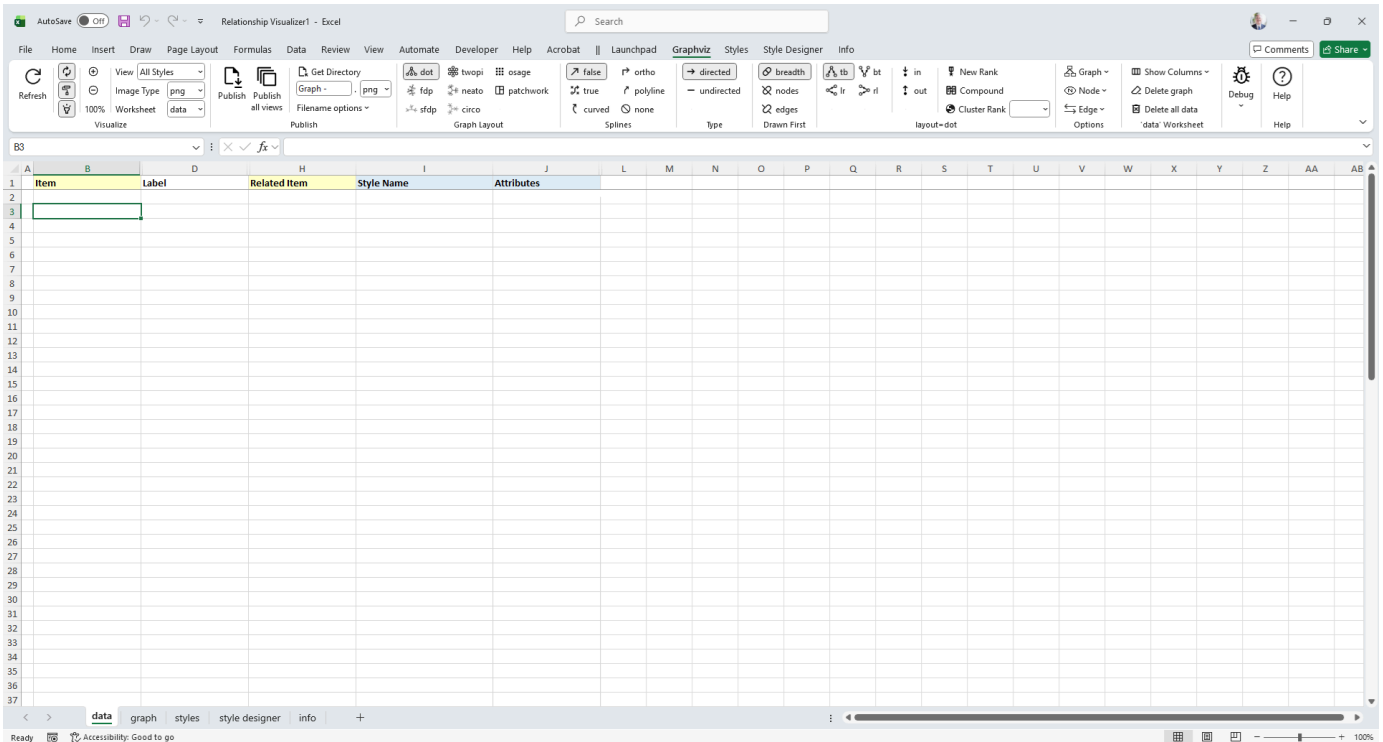 AutoSave Off Relationship Visualizer1 - Excel Search
File Home Insert Draw Page Layout Formulas Data Review View Automate Developer Help Acrobat || Launchpad Graphviz Styles Style Designer Info Comments Share
Refresh View All Styles
Image Type png
100% Worksheet data
Visualize
Publish Publish all views Get Directory
Graph - . png
Filename options
Publish
dot twopi osage
fdp neato patchwork
sfdp circo
Graph Layout
false ortho
true polyline
curved none
Splines
directed
undirected
Type
breadth
nodes
edges
Drawn First
tb bt in New Rank
lr rl out Compound
Cluster Rank
layout=dot
Graph
Node
Edge
Options
Show Columns
Delete graph
Delete all data
'data' Worksheet
Debug
Help
Help
B3 fx
A B D H I J L M N O P Q R S T U V W X Y Z AA AB
1 Item Label Related Item Style Name Attributes
2
3
4
5
6
7
8
9
10
11
12
13
14
15
16
17
18
19
20
21
22
23
24
25
26
27
28
29
30
31
32
33
34
35
36
37
data graph styles style designer info
Ready Accessibility: Good to go 100%